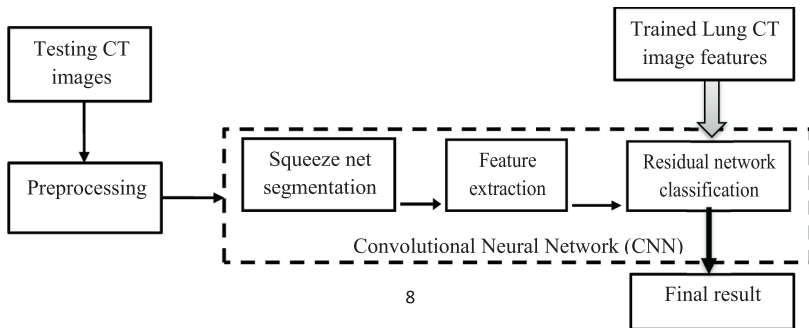 Testing CT
images
Trained Lung CT
image features
Preprocessing
Squeeze net
segmentation
Feature
extraction
Residual network
classification
Convolutional Neural Network (CNN)
Final result
8